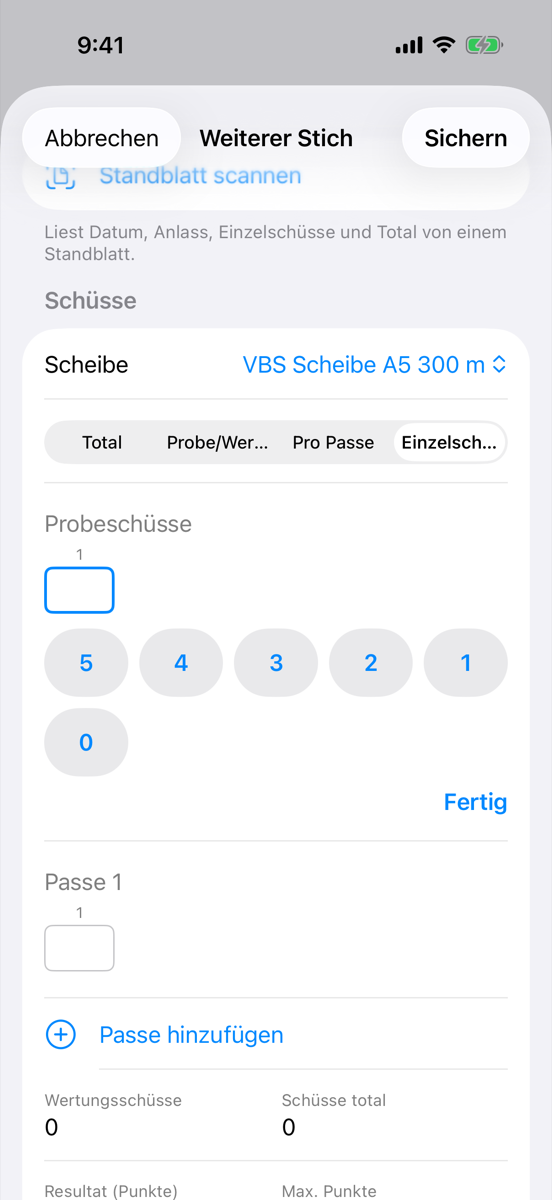 9:41
Abbrechen Weiterer Stich Sichern
Standblatt scannen
Liest Datum, Anlass, Einzelschüsse und Total von einem
Standblatt.
Schüsse
Scheibe VBS Scheibe A5 300 m
Total Probe/Wer... Pro Passe Einzelsch...
Probeschüsse
1
5 4 3 2 1
0
Fertig
Passe 1
1
Passe hinzufügen
Wertungsschüsse Schüsse total
0 0
Resultat (Punkte) Max. Punkte